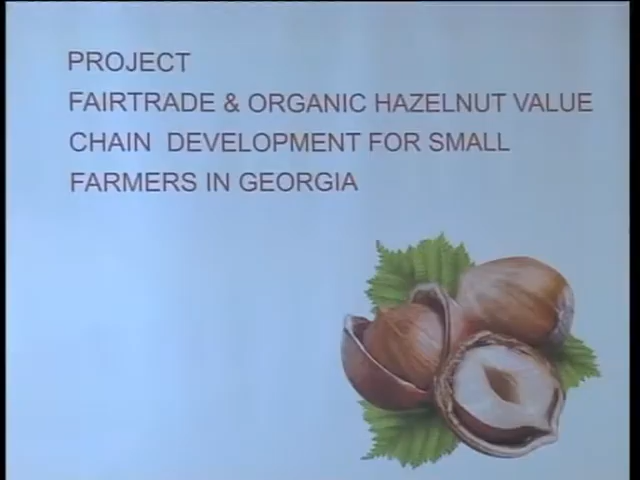 PROJECT
FAIRTRADE & ORGANIC HAZELNUT VALUE
CHAIN DEVELOPMENT FOR SMALL
FARMERS IN GEORGIA